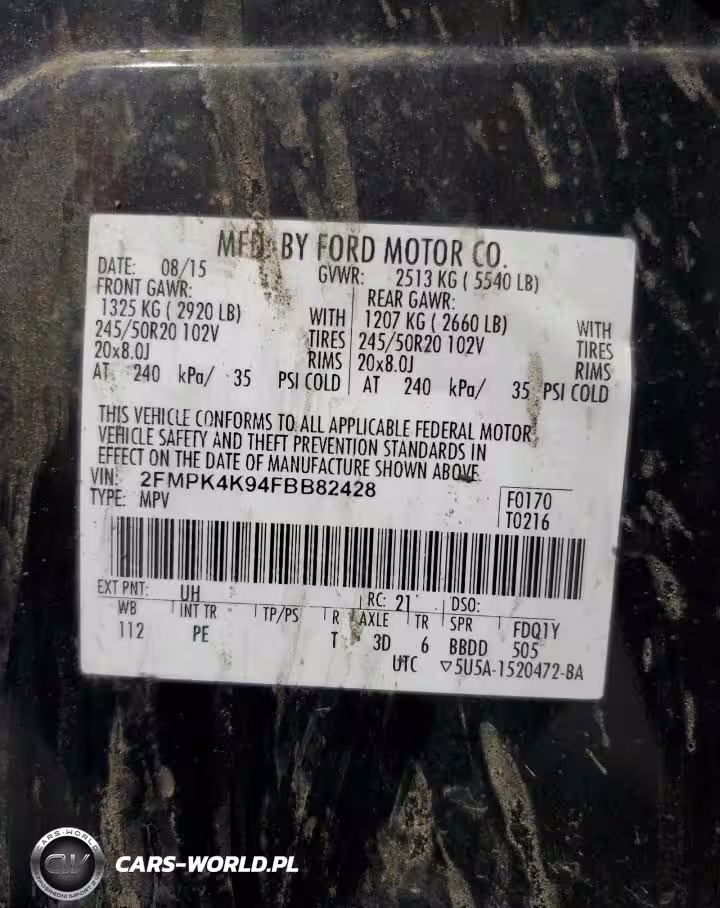 MFD. BY FORD MOTOR CO.
DATE: 08/15 GVWR: 2513 KG ( 5540 LB)
FRONT GAWR: REAR GAWR:
1325 KG ( 2920 LB) WITH 1207 KG ( 2660 LB) WITH
245/50R20 102V TIRES 245/50R20 102V TIRES
20x8.0J RIMS 20x8.0J RIMS
AT 240 kPa/ 35 PSI COLD AT 240 kPa/ 35 PSI COLD
THIS VEHICLE CONFORMS TO ALL APPLICABLE FEDERAL MOTOR
VEHICLE SAFETY AND THEFT PREVENTION STANDARDS IN
EFFECT ON THE DATE OF MANUFACTURE SHOWN ABOVE.
VIN: 2FMPK4K94FBB82428
TYPE: MPV
F0170
T0216
EXT PNT: UH RC: 21 DSO:
WB INT TR TP/PS R AXLE TR SPR FDQ1Y
112 PE T 3D 6 BBDD 505
UTC ▽5U5A-1520472-BA
CARS-WORLD
CW
CARS-WORLD.PL